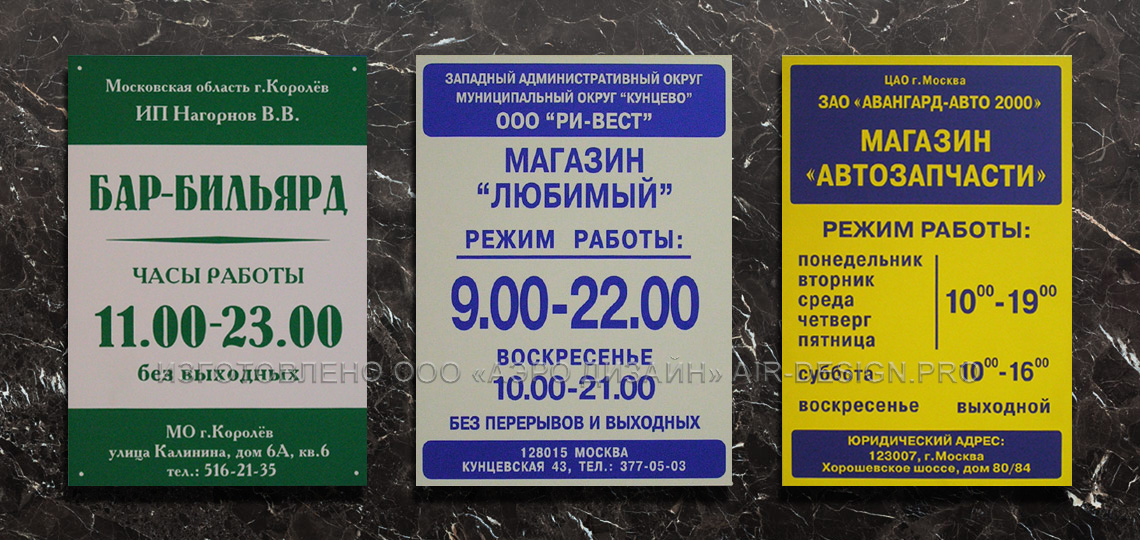 Московская область г.Королёв
ИП Нагорнов В.В.
БАР-БИЛЬЯРД
ЧАСЫ РАБОТЫ
11.00-23.00
без выходных
МО г.Королёв
улица Калинина, дом 6А, кв.6
тел.: 516-21-35
ЗАПАДНЫЙ АДМИНИСТРАТИВНЫЙ ОКРУГ
МУНИЦИПАЛЬНЫЙ ОКРУГ “КУНЦЕВО”
ООО “РИ-ВЕСТ”
МАГАЗИН
“ЛЮБИМЫЙ”
РЕЖИМ РАБОТЫ:
9.00-22.00
ВОСКРЕСЕНЬЕ
10.00-21.00
БЕЗ ПЕРЕРЫВОВ И ВЫХОДНЫХ
128015 МОСКВА
КУНЦЕВСКАЯ 43, ТЕЛ.: 377-05-03
ЦАО г.Москва
ЗАО «АВАНГАРД-АВТО 2000»
МАГАЗИН
«АВТОЗАПЧАСТИ»
РЕЖИМ РАБОТЫ:
понедельник
вторник
среда
четверг
пятница
10⁰⁰-19⁰⁰
суббота 10⁰⁰-16⁰⁰
воскресенье выходной
ЮРИДИЧЕСКИЙ АДРЕС:
123007, г.Москва
Хорошевское шоссе, дом 80/84
ИЗГОТОВЛЕНО ООО «АЭРО ДИЗАЙН» AIR-DESIGN.PRO